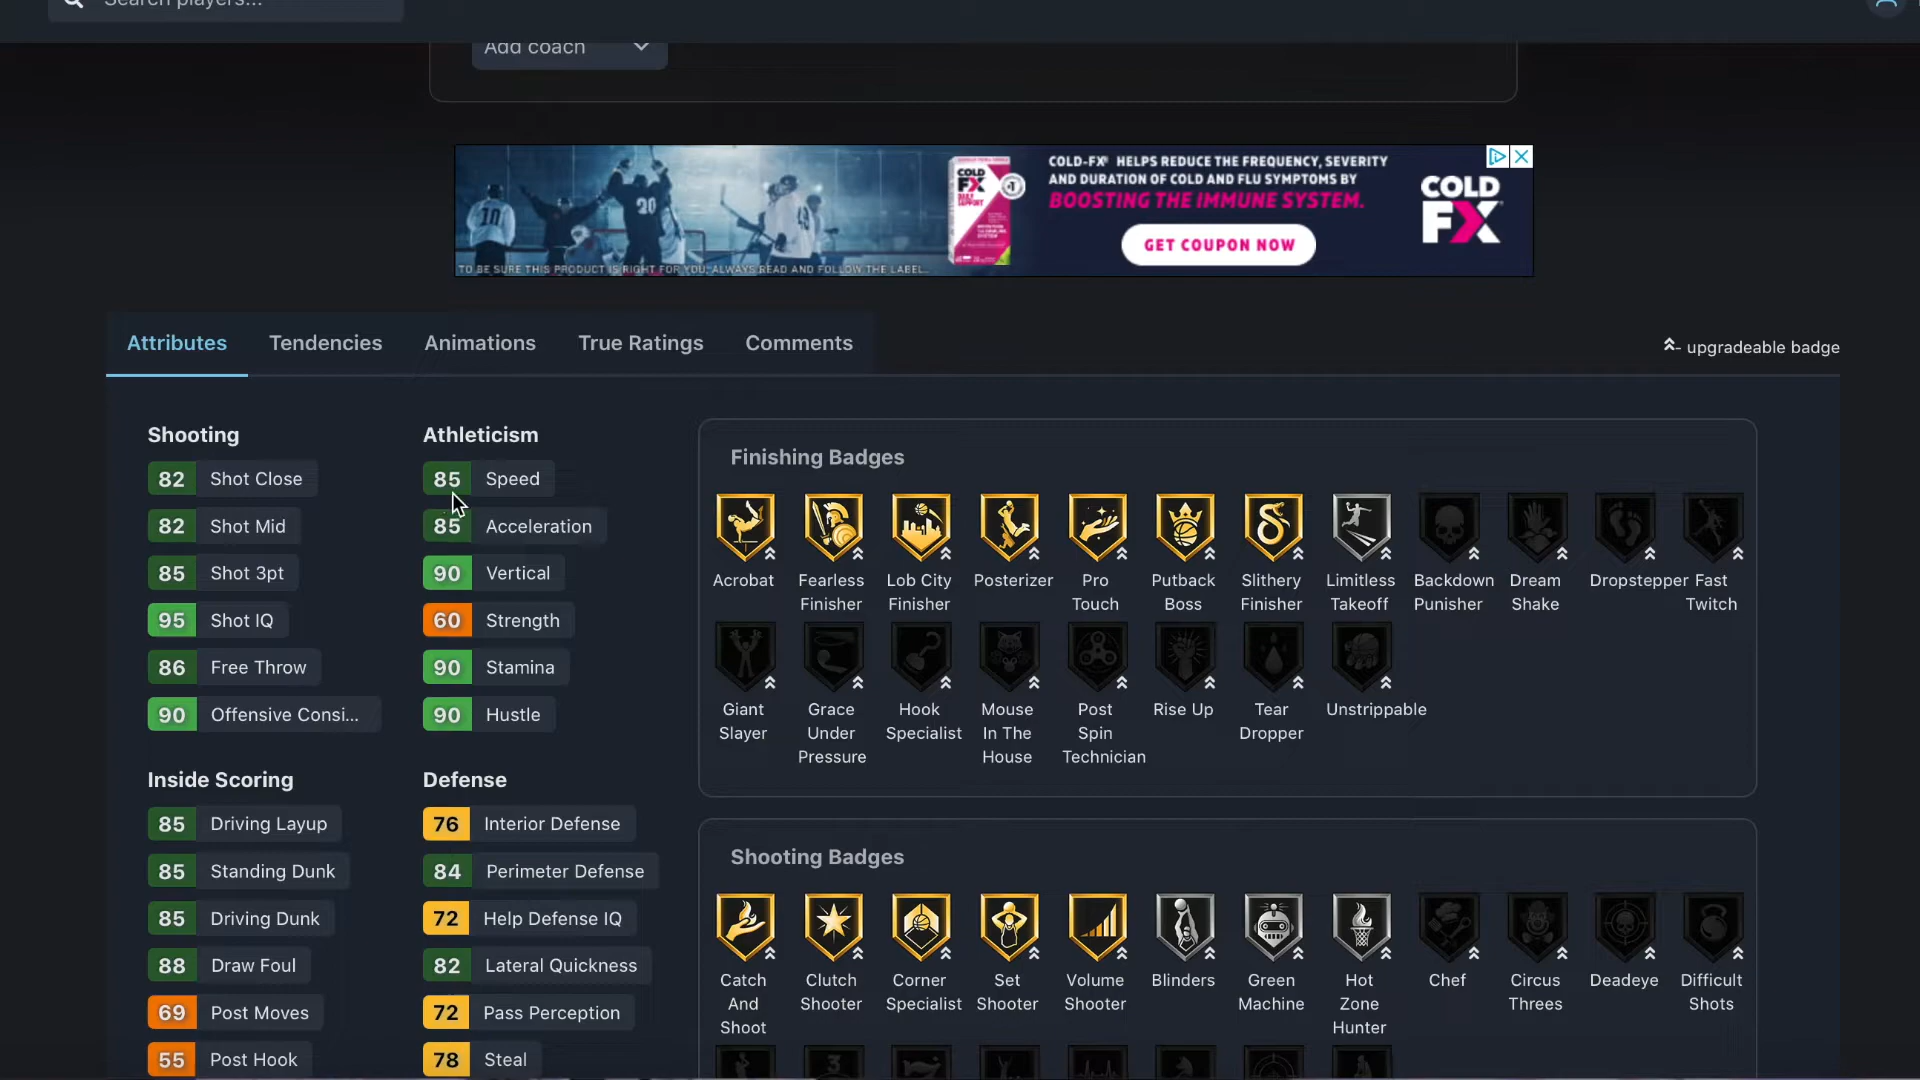 Search players...
Add coach
10
20
COLD FX
COLD-FX® HELPS REDUCE THE FREQUENCY, SEVERITY
AND DURATION OF COLD AND FLU SYMPTOMS BY
BOOSTING THE IMMUNE SYSTEM.
GET COUPON NOW
COLD
FX
TO BE SURE THIS PRODUCT IS RIGHT FOR YOU, ALWAYS READ AND FOLLOW THE LABEL.
Attributes Tendencies Animations True Ratings Comments
- upgradeable badge
Shooting
82 Shot Close
82 Shot Mid
85 Shot 3pt
95 Shot IQ
86 Free Throw
90 Offensive Consi...
Athleticism
85 Speed
85 Acceleration
90 Vertical
60 Strength
90 Stamina
90 Hustle
Inside Scoring
85 Driving Layup
85 Standing Dunk
85 Driving Dunk
88 Draw Foul
69 Post Moves
55 Post Hook
Defense
76 Interior Defense
84 Perimeter Defense
72 Help Defense IQ
82 Lateral Quickness
72 Pass Perception
78 Steal
Finishing Badges
Acrobat
Fearless
Finisher
Lob City
Finisher
Posterizer
Pro
Touch
Putback
Boss
Slithery
Finisher
Limitless
Takeoff
Backdown
Punisher
Dream
Shake
Dropstepper
Fast
Twitch
Giant
Slayer
Grace
Under
Pressure
Hook
Specialist
Mouse
In The
House
Post
Spin
Technician
Rise Up
Tear
Dropper
Unstrippable
Shooting Badges
Catch
And
Shoot
Clutch
Shooter
Corner
Specialist
Set
Shooter
Volume
Shooter
Blinders
Green
Machine
Hot
Zone
Hunter
Chef
Circus
Threes
Deadeye
Difficult
Shots
3